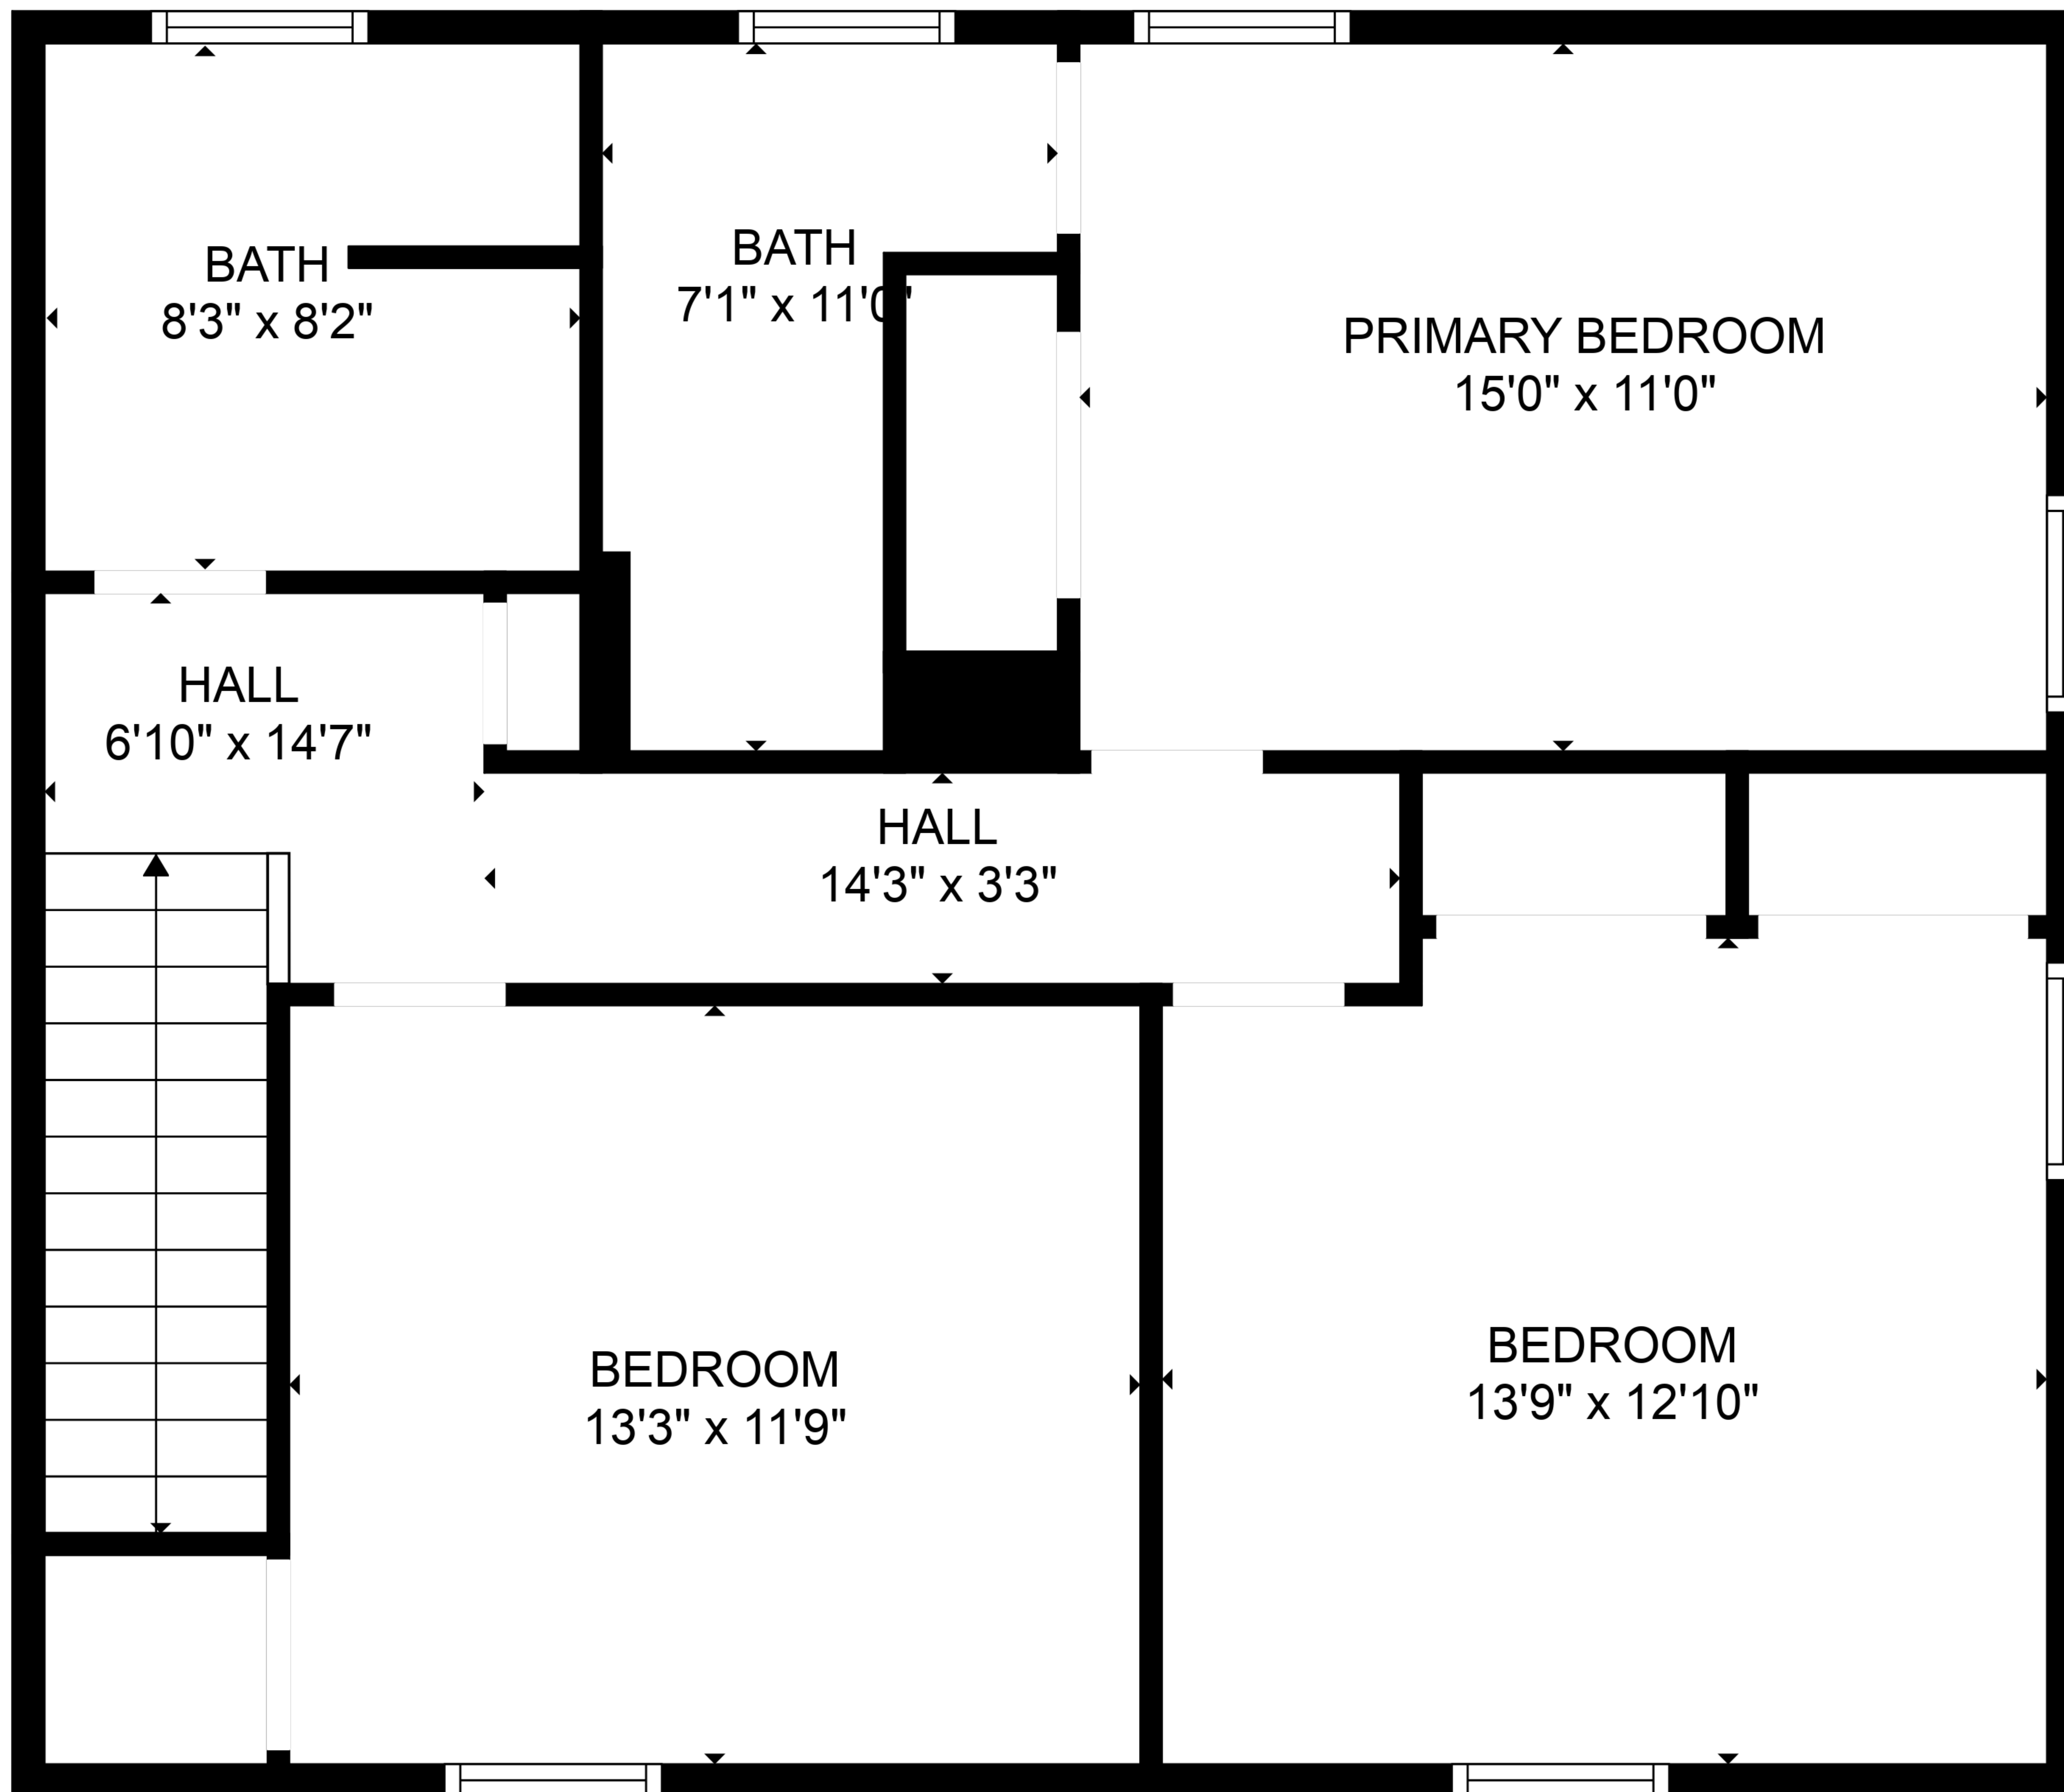 BATH
8'3" x 8'2"
BATH
7'1" x 11'0"
PRIMARY BEDROOM
15'0" x 11'0"
HALL
6'10" x 14'7"
HALL
14'3" x 3'3"
BEDROOM
13'3" x 11'9"
BEDROOM
13'9" x 12'10"